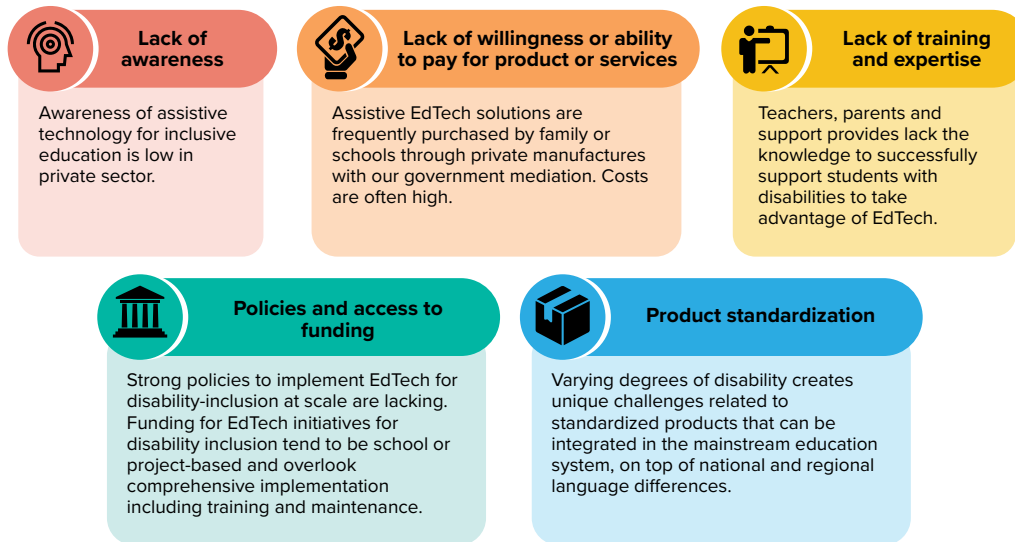 Lack of
awareness
Awareness of assistive
technology for inclusive
education is low in
private sector.
Lack of willingness or ability
to pay for product or services
Assistive EdTech solutions are
frequently purchased by family or
schools through private manufactures
with our government mediation. Costs
are often high.
Lack of training
and expertise
Teachers, parents and
support provides lack the
knowledge to successfully
support students with
disabilities to take
advantage of EdTech.
Policies and access to
funding
Strong policies to implement EdTech for
disability-inclusion at scale are lacking.
Funding for EdTech initiatives for
disability inclusion tend to be school or
project-based and overlook
comprehensive implementation
including training and maintenance.
Product standardization
Varying degrees of disability creates
unique challenges related to
standardized products that can be
integrated in the mainstream education
system, on top of national and regional
language differences.